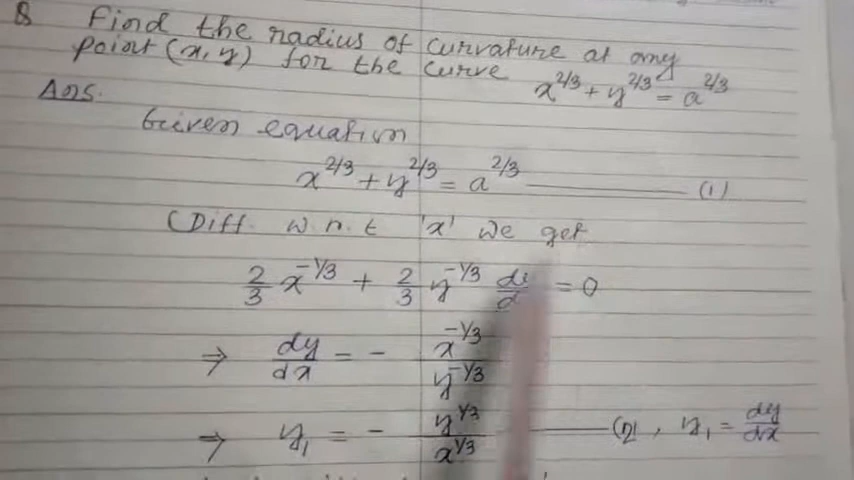 Q Find the radius of curvature at any
point (x, y) for the curve
x^{2/3} + y^{2/3} = a^{2/3}
Ans.
Given equation
x^{2/3} + y^{2/3} = a^{2/3} ——— (1)
(Diff. w.r.t 'x' we get
2/3 x^{-1/3} + 2/3 y^{-1/3} = 0
⇒ dy/dx = - x^{-1/3}/y^{-1/3}
⇒ y₁ = - y^{1/3}/x^{1/3} ——— (2), y₁ = dy/dx